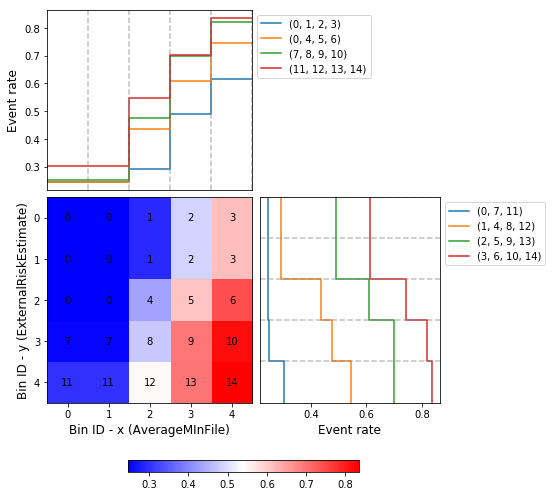 0.8
0.7
0.6
0.5
0.4
0.3
Event rate
(0, 1, 2, 3)
(0, 4, 5, 6)
(7, 8, 9, 10)
(11, 12, 13, 14)
Bin ID - y (ExternalRiskEstimate)
0 0 0 1 2 3
1 0 0 1 2 3
2 0 0 4 5 6
3 7 7 8 9 10
4 11 11 12 13 14
0 1 2 3 4
Bin ID - x (AverageMInFile)
(0, 7, 11)
(1, 4, 8, 12)
(2, 5, 9, 13)
(3, 6, 10, 14)
0.4 0.6 0.8
Event rate
0.3 0.4 0.5 0.6 0.7 0.8